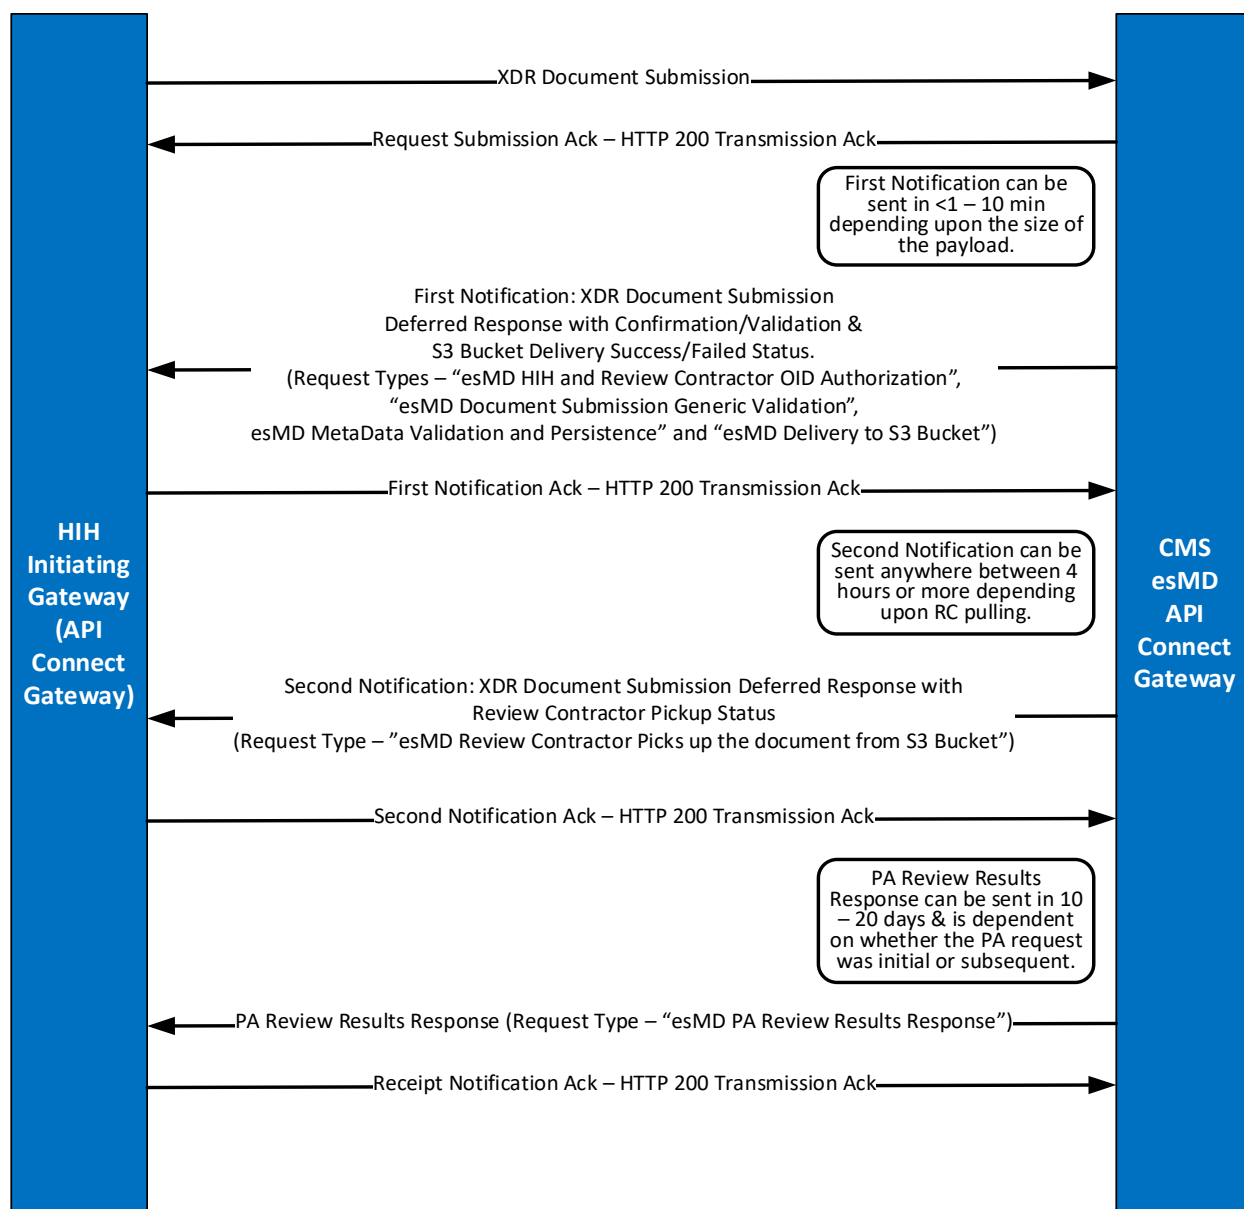 XDR Document Submission
Request Submission Ack – HTTP 200 Transmission Ack
First Notification can be
sent in <1 – 10 min
depending upon the size of
the payload.
First Notification: XDR Document Submission
Deferred Response with Confirmation/Validation &
S3 Bucket Delivery Success/Failed Status.
(Request Types – “esMD HIH and Review Contractor OID Authorization”,
“esMD Document Submission Generic Validation”,
esMD MetaData Validation and Persistence” and “esMD Delivery to S3 Bucket”)
First Notification Ack – HTTP 200 Transmission Ack
HIH
Initiating
Gateway
(API
Connect
Gateway)
Second Notification can be
sent anywhere between 4
hours or more depending
upon RC pulling.
CMS
esMD
API
Connect
Gateway
Second Notification: XDR Document Submission Deferred Response with
Review Contractor Pickup Status
(Request Type – ”esMD Review Contractor Picks up the document from S3 Bucket”)
Second Notification Ack – HTTP 200 Transmission Ack
PA Review Results
Response can be sent in 10
– 20 days & is dependent
on whether the PA request
was initial or subsequent.
PA Review Results Response (Request Type – “esMD PA Review Results Response”)
Receipt Notification Ack – HTTP 200 Transmission Ack